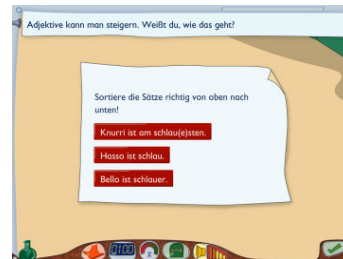 Adjektive kann man steigern. Weißt du, wie das geht?
Sortiere die Sätze richtig von oben nach
unten!
Knurri ist am schlau(e)sten.
Hasso ist schlau.
Bello ist schlauer.